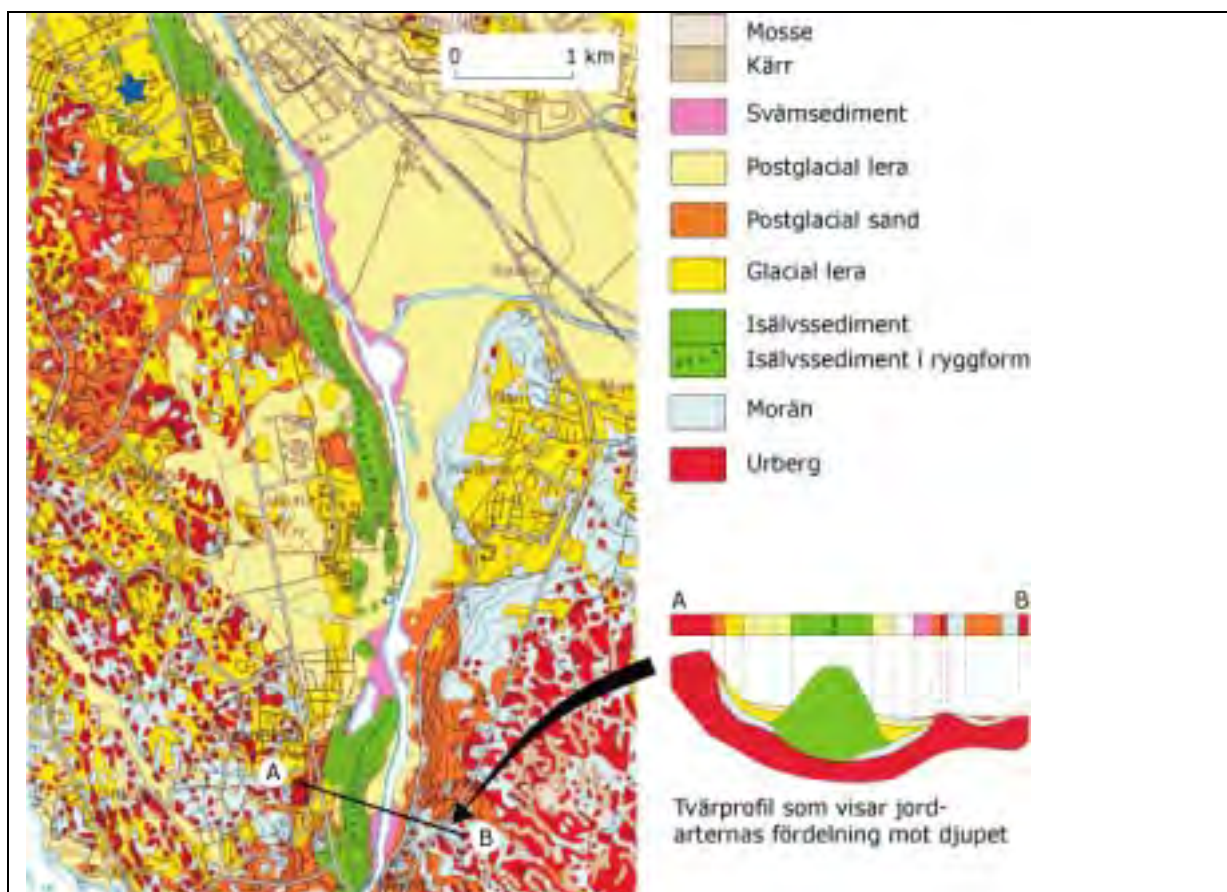 0 1 km
Mosse
Kärr
Svämsediment
Postglacial lera
Postglacial sand
Glacial lera
Isälvssediment
Isälvssediment i ryggform
Morän
Urberg
A B
A
B
Tvärprofil som visar jord-
arternas fördelning mot djupet